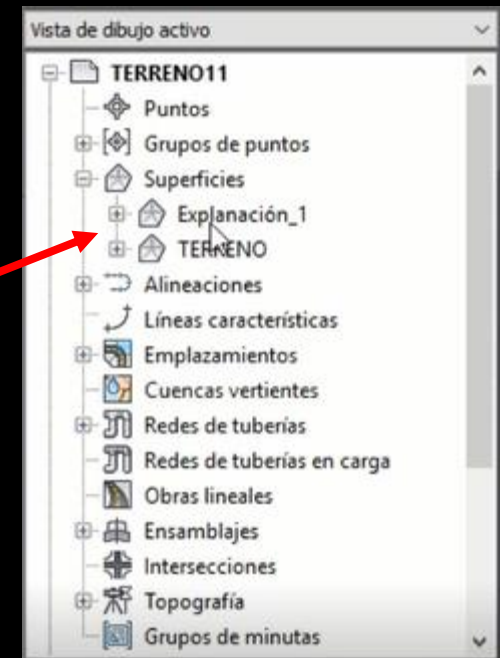 Vista de dibujo activo
TERRENO11
Puntos
Grupos de puntos
Superficies
Explanación_1
TERRENO
Alineaciones
Líneas características
Emplazamientos
Cuencas vertientes
Redes de tuberías
Redes de tuberías en carga
Obras lineales
Ensamblajes
Intersecciones
Topografía
Grupos de minutas